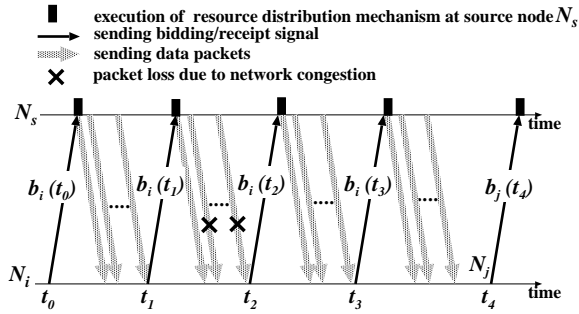 execution of resource distribution mechanism at source node N_s
sending bidding/receipt signal
sending data packets
packet loss due to network congestion
N_s time
b_i (t_0) .... b_i (t_1) .... b_i (t_2) .... b_i (t_3) .... b_j (t_4)
N_i N_j time
t_0 t_1 t_2 t_3 t_4